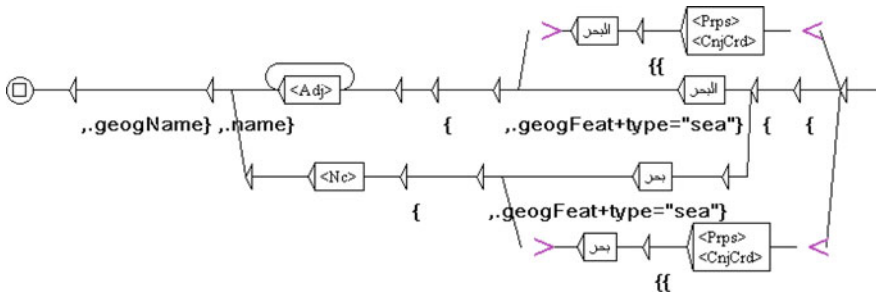 > البحر <Prps> <
<CnjCrd>
{{
<Adj> البحر
,.geogName} ,.name} { ,.geogFeat+type="sea"} { {
<Nc> بحر
{ ,.geogFeat+type="sea"}
> بحر <Prps> <
<CnjCrd>
{{